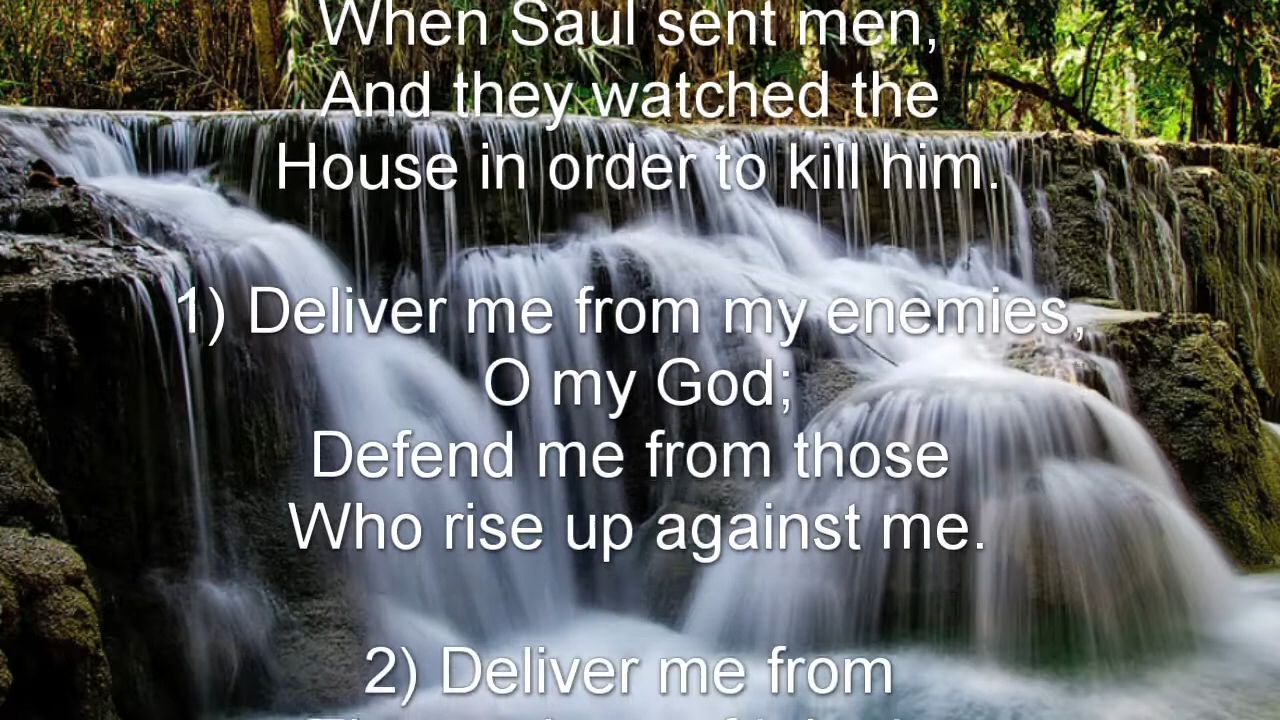 When Saul sent men,
And they watched the
House in order to kill him.
1) Deliver me from my enemies,
O my God;
Defend me from those
Who rise up against me.
2) Deliver me from